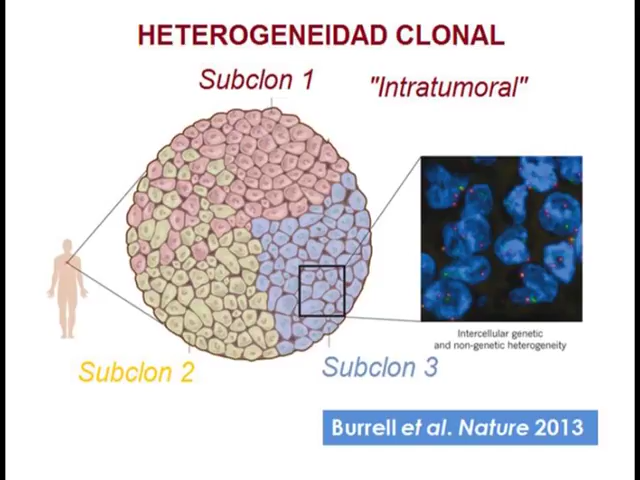 HETEROGENEIDAD CLONAL
Subclon 1
"Intratumoral"
Intercellular genetic
and non-genetic heterogeneity
Subclon 2
Subclon 3
Burrell et al. Nature 2013